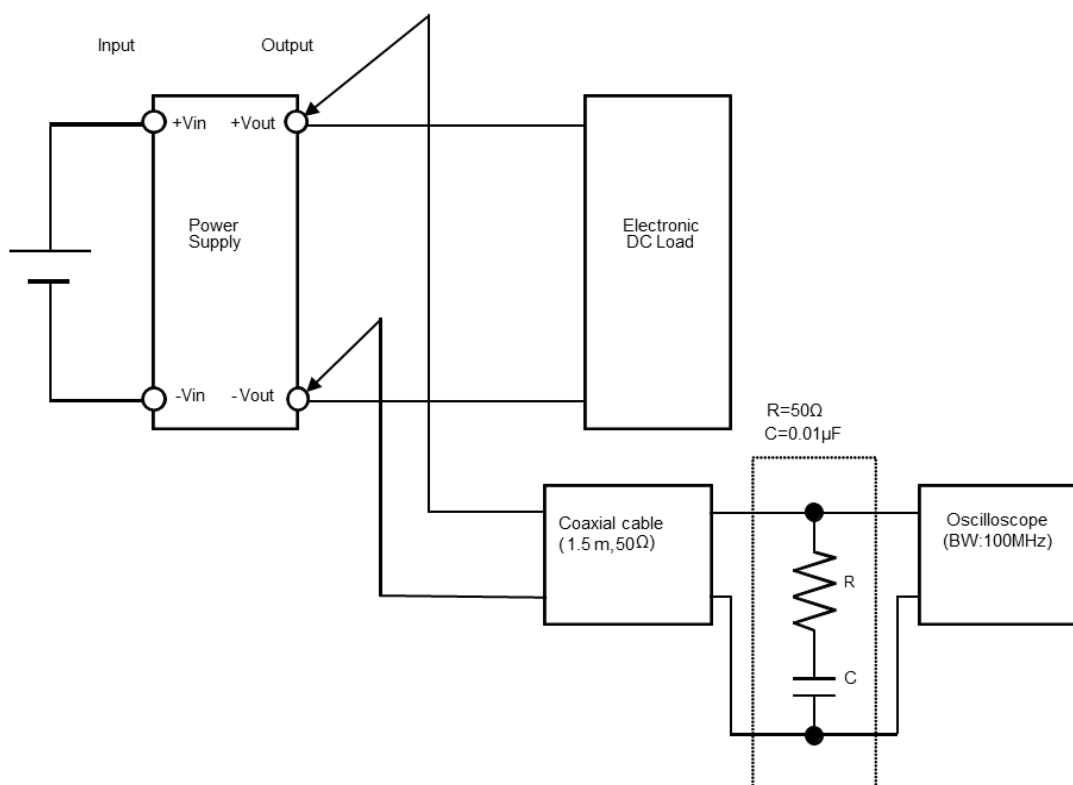 Input
Output
+Vin
+Vout
Power
Supply
Electronic
DC Load
-Vin
-Vout
R=50Ω
C=0.01μF
Coaxial cable
(1.5 m,50Ω)
Oscilloscope
(BW:100MHz)
R
C